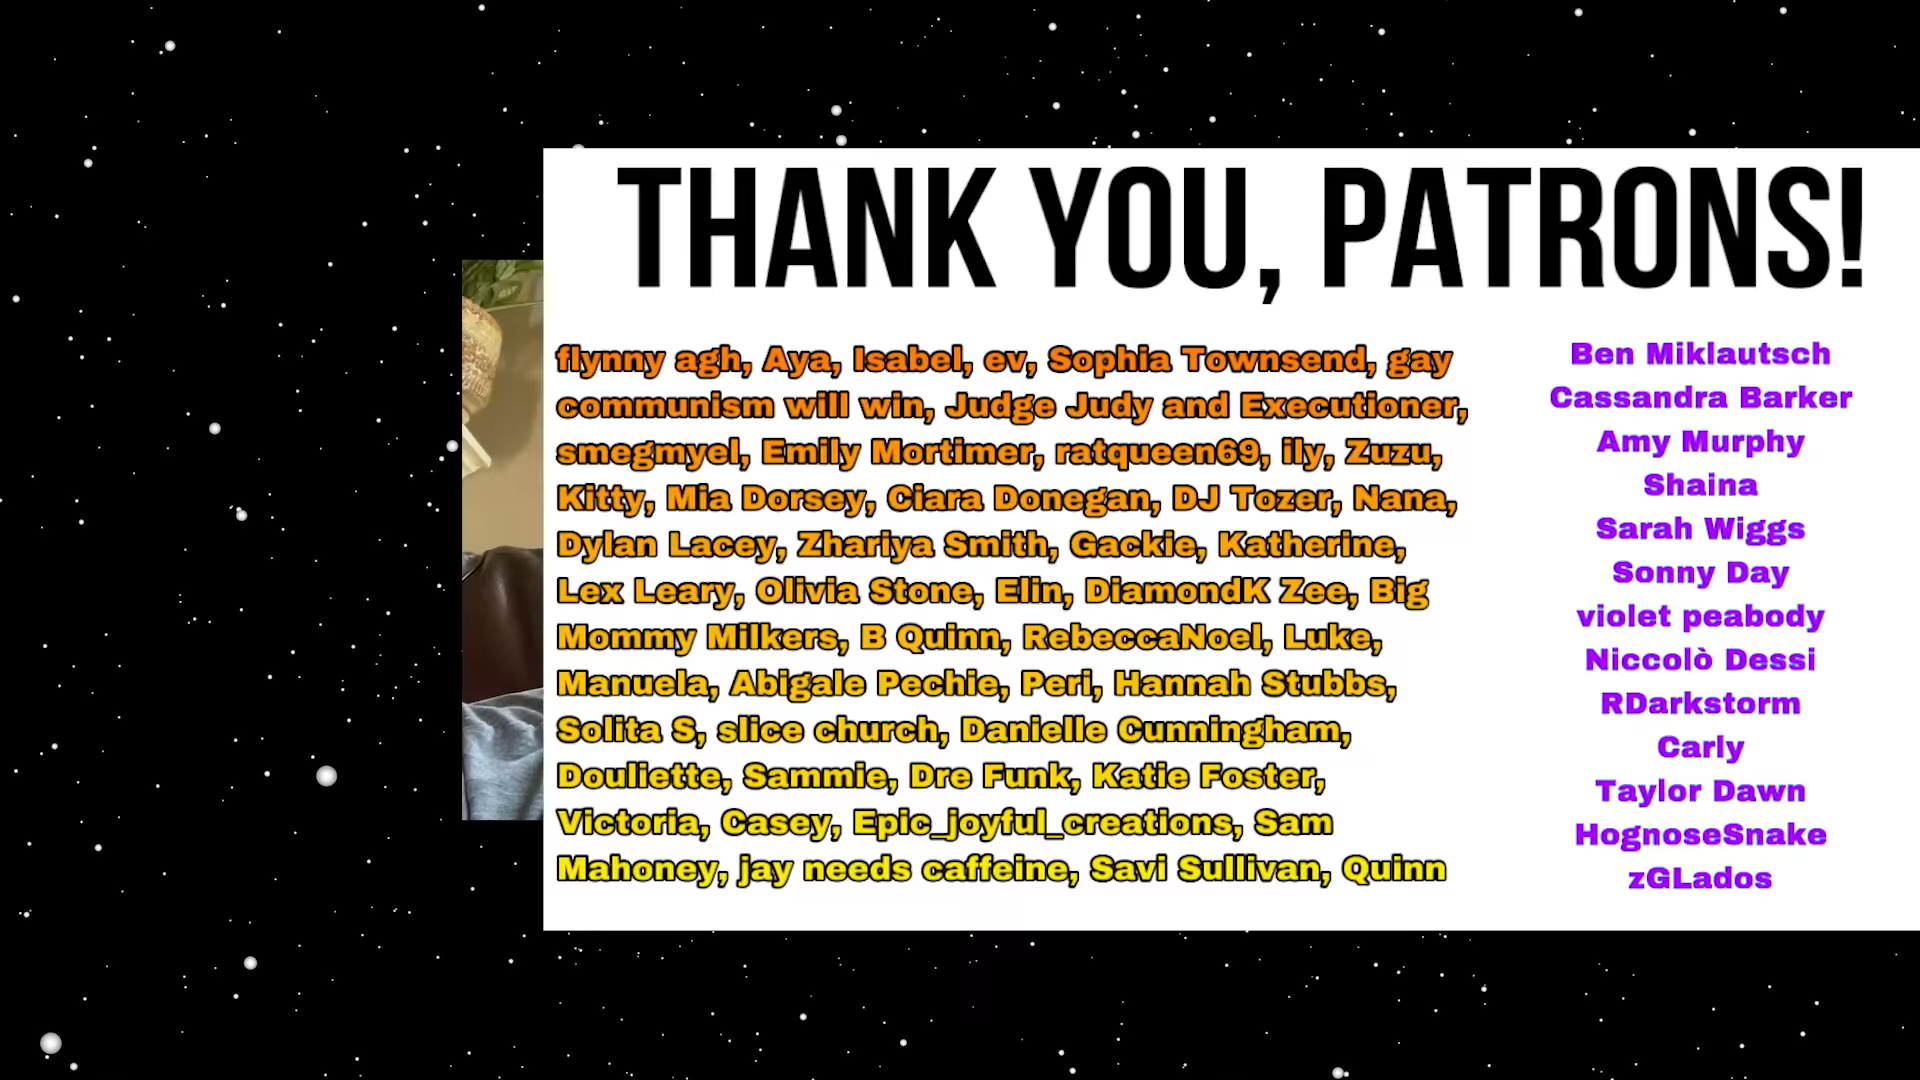 THANK YOU, PATRONS!
flynny agh, Aya, Isabel, ev, Sophia Townsend, gay
communism will win, Judge Judy and Executioner,
smegmyel, Emily Mortimer, ratqueen69, ily, Zuzu,
Kitty, Mia Dorsey, Ciara Donegan, DJ Tozer, Nana,
Dylan Lacey, Zhariya Smith, Gackie, Katherine,
Lex Leary, Olivia Stone, Elin, DiamondK Zee, Big
Mommy Milkers, B Quinn, RebeccaNoel, Luke,
Manuela, Abigale Pechie, Peri, Hannah Stubbs,
Solita S, slice church, Danielle Cunningham,
Douliette, Sammie, Dre Funk, Katie Foster,
Victoria, Casey, Epic_joyful_creations, Sam
Mahoney, jay needs caffeine, Savi Sullivan, Quinn
Ben Miklautsch
Cassandra Barker
Amy Murphy
Shaina
Sarah Wiggs
Sonny Day
violet peabody
Niccolò Dessi
RDarkstorm
Carly
Taylor Dawn
HognoseSnake
zGLados